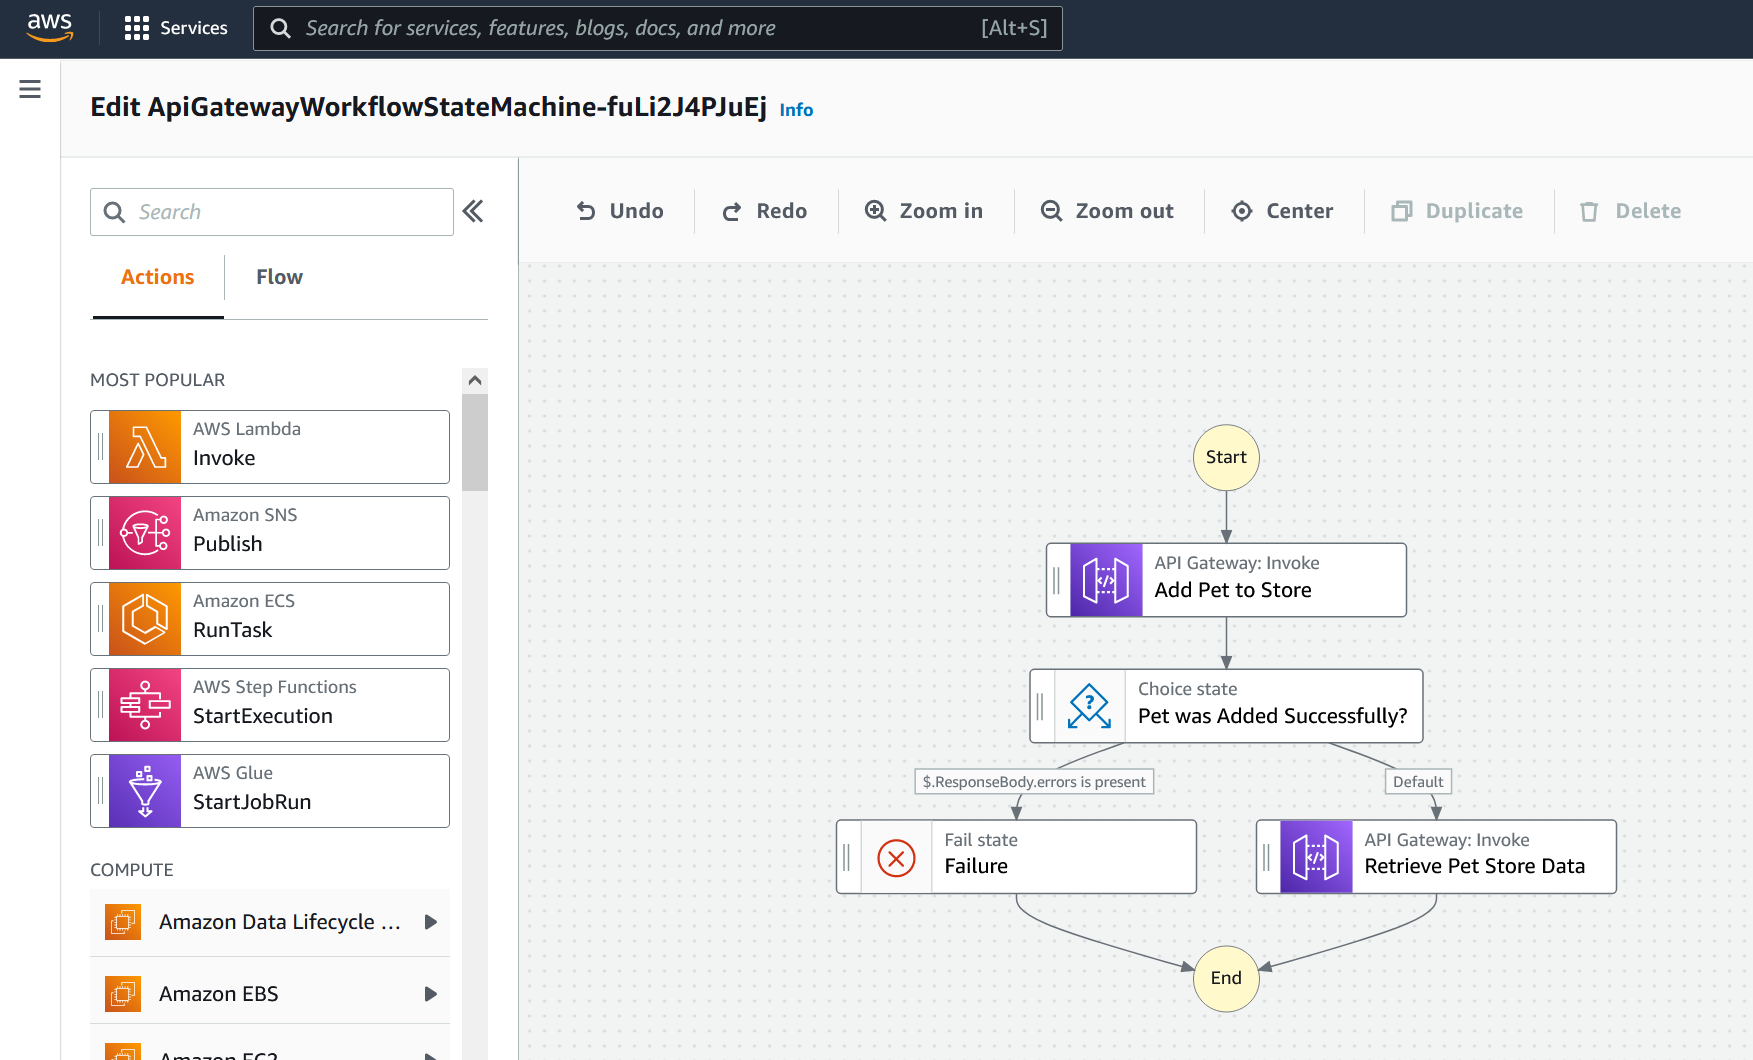 aws Services Search for services, features, blogs, docs, and more [Alt+S]
Edit ApiGatewayWorkflowStateMachine-fuLi2J4PJuEj Info
Search
Undo Redo Zoom in Zoom out Center Duplicate Delete
Actions Flow
MOST POPULAR
AWS Lambda
Invoke
Amazon SNS
Publish
Amazon ECS
RunTask
AWS Step Functions
StartExecution
AWS Glue
StartJobRun
COMPUTE
Amazon Data Lifecycle ...
Amazon EBS
Amazon EC2
Start
API Gateway: Invoke
Add Pet to Store
Choice state
Pet was Added Successfully?
$.ResponseBody.errors is present
Default
Fail state
Failure
API Gateway: Invoke
Retrieve Pet Store Data
End